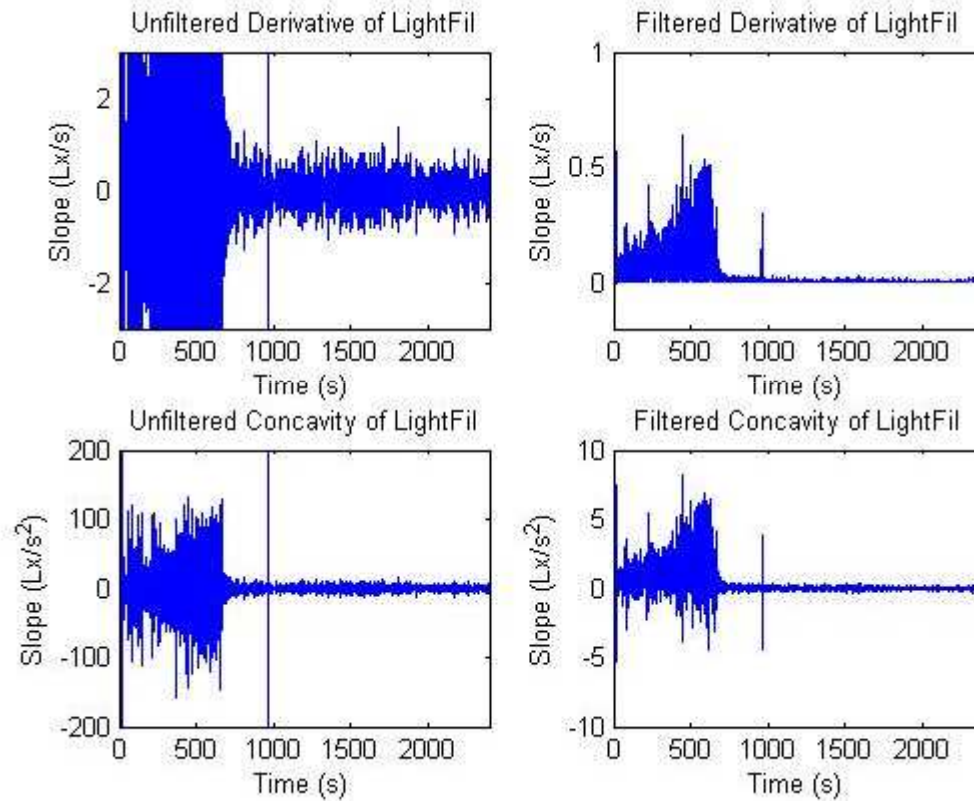 Unfiltered Derivative of LightFil
Filtered Derivative of LightFil
Slope (Lx/s)
2
0
-2
0 500 1000 1500 2000
Time (s)
Slope (Lx/s)
1
0.5
0
0 500 1000 1500 2000
Time (s)
Unfiltered Concavity of LightFil
Filtered Concavity of LightFil
Slope (Lx/s²)
200
100
0
-100
-200
0 500 1000 1500 2000
Time (s)
Slope (Lx/s²)
10
5
0
-5
-10
0 500 1000 1500 2000
Time (s)